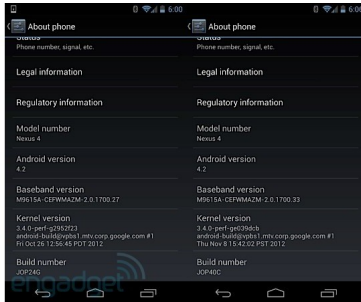 6:00
About phone
Status
Phone number, signal, etc.
Legal information
Regulatory information
Model number
Nexus 4
Android version
4.2
Baseband version
M9615A-CEFWMAZM-2.0.1700.27
Kernel version
3.4.0-perf-g2952f23
android-build@vpbs1.mtv.corp.google.com #1
Fri Oct 26 12:56:45 PDT 2012
Build number
JOP24G
engadget
6:06
About phone
Status
Phone number, signal, etc.
Legal information
Regulatory information
Model number
Nexus 4
Android version
4.2
Baseband version
M9615A-CEFWMAZM-2.0.1700.33
Kernel version
3.4.0-perf-ge039dcb
android-build@vpbs1.mtv.corp.google.com #1
Thu Nov 8 15:42:02 PST 2012
Build number
JOP40C